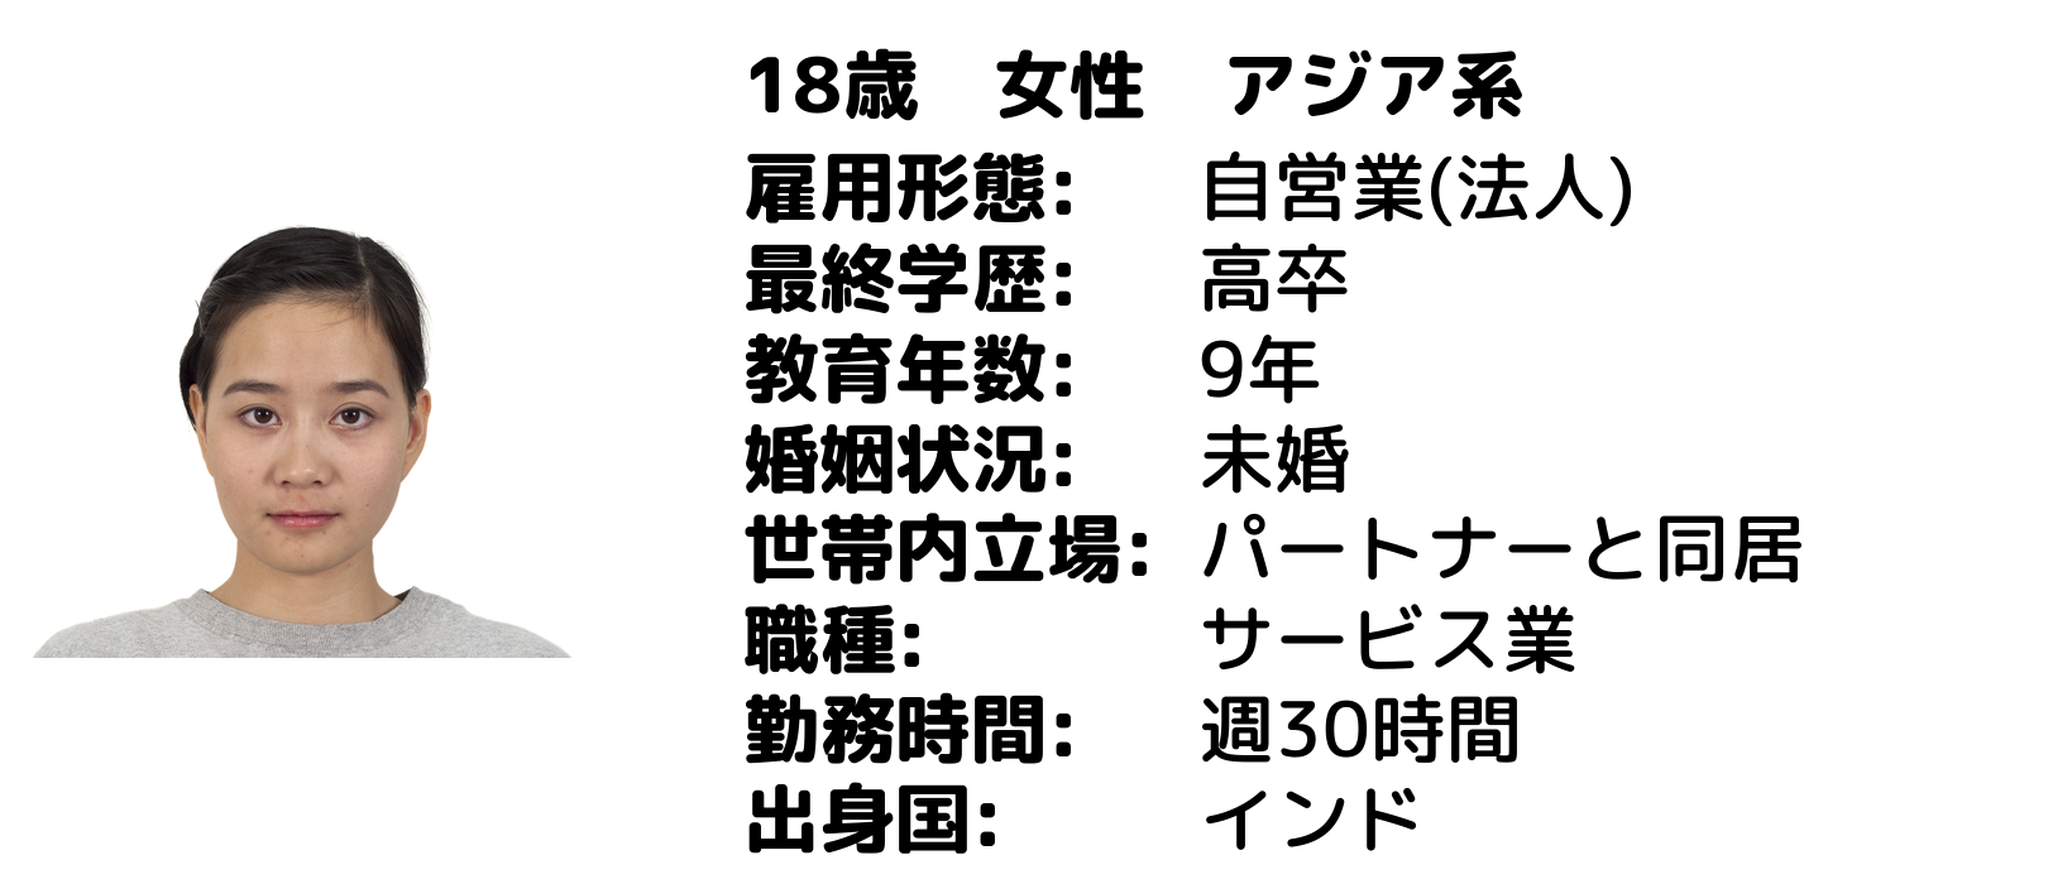 18歳　女性　アジア系
雇用形態: 自営業(法人)
最終学歴: 高卒
教育年数: 9年
婚姻状況: 未婚
世帯内立場: パートナーと同居
職種: サービス業
勤務時間: 週30時間
出身国: インド